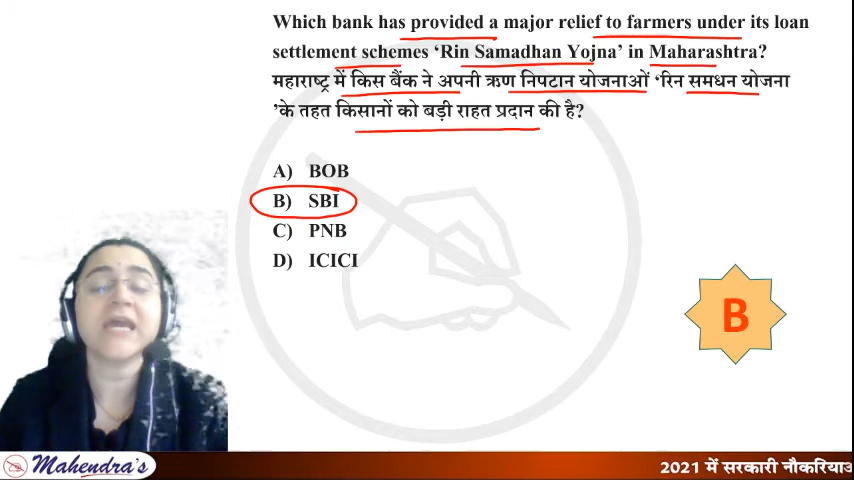 Which bank has provided a major relief to farmers under its loan
settlement schemes ‘Rin Samadhan Yojna’ in Maharashtra?
महाराष्ट्र में किस बैंक ने अपनी ऋण निपटान योजनाओं ‘रिन समधन योजना
’के तहत किसानों को बड़ी राहत प्रदान की है?
A) BOB
B) SBI
C) PNB
D) ICICI
B
Mahendra's
2021 में सरकारी